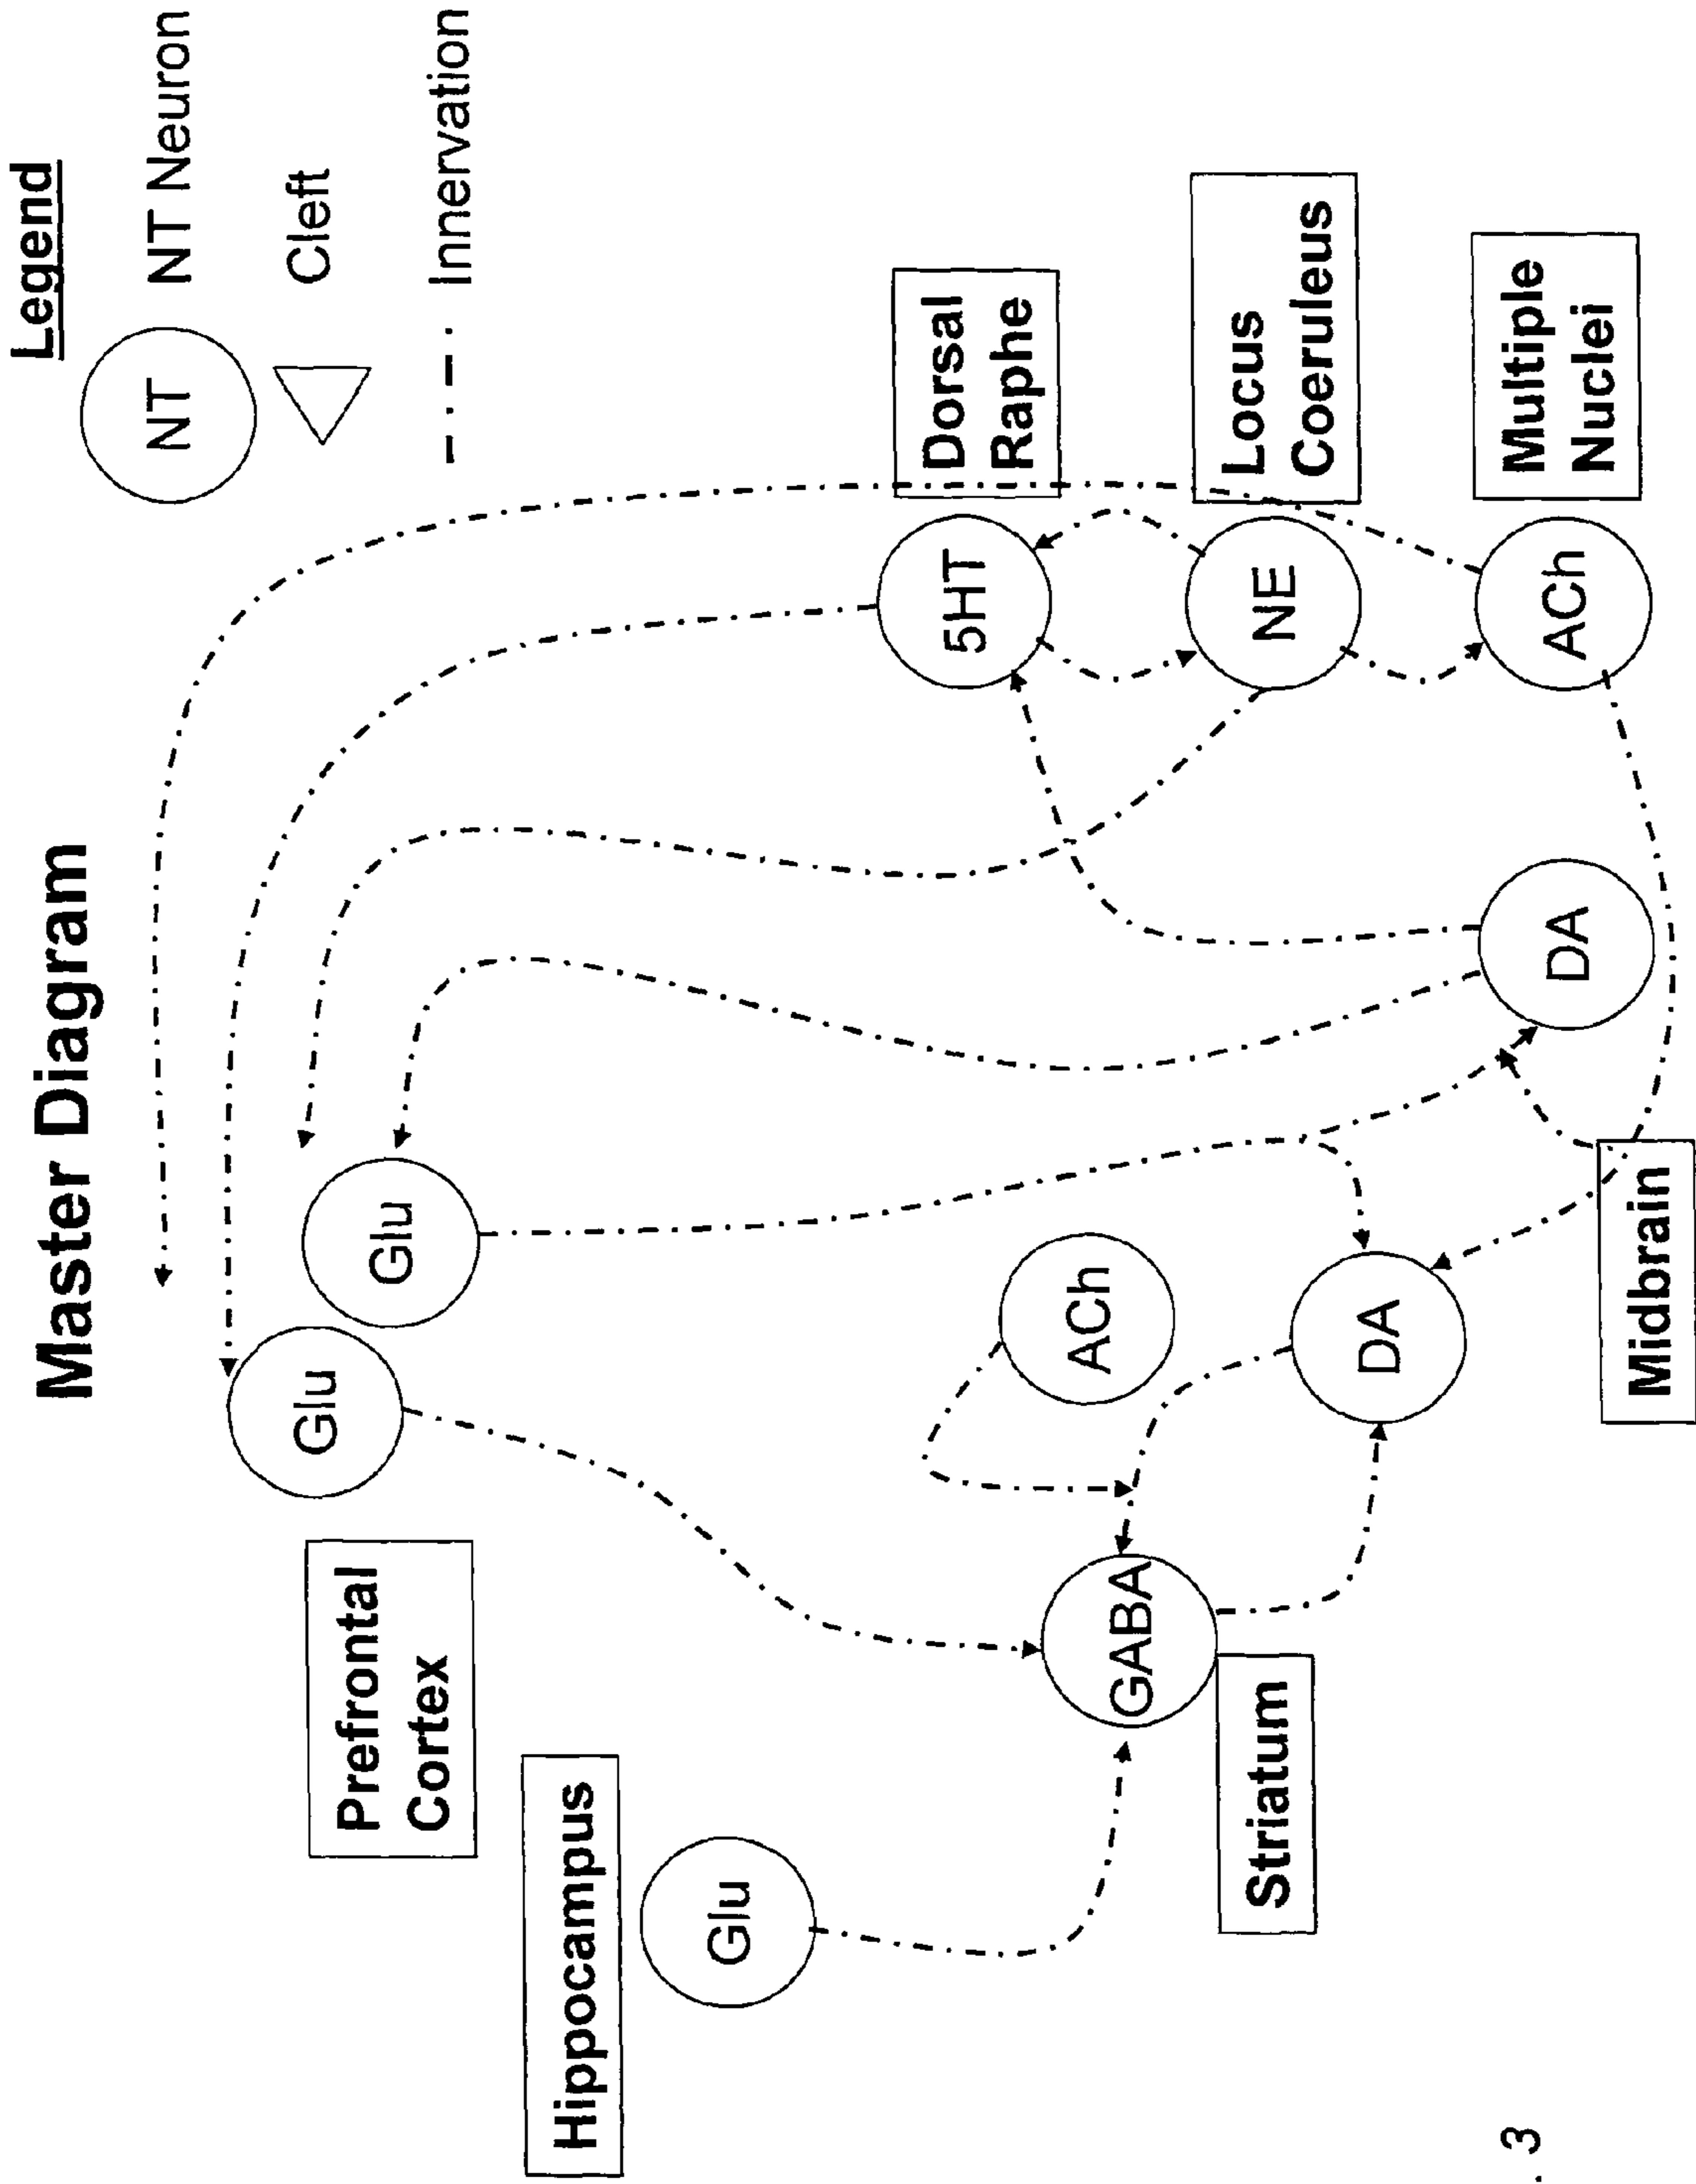 Master Diagram
Legend
NT
NT Neuron
Cleft
Innervation
Glu
Glu
Prefrontal
Cortex
Hippocampus
Glu
5HT
Dorsal
Raphe
ACh
GABA
NE
Locus
Coeruleus
Striatum
DA
DA
ACh
Multiple
Nuclei
Midbrain
3